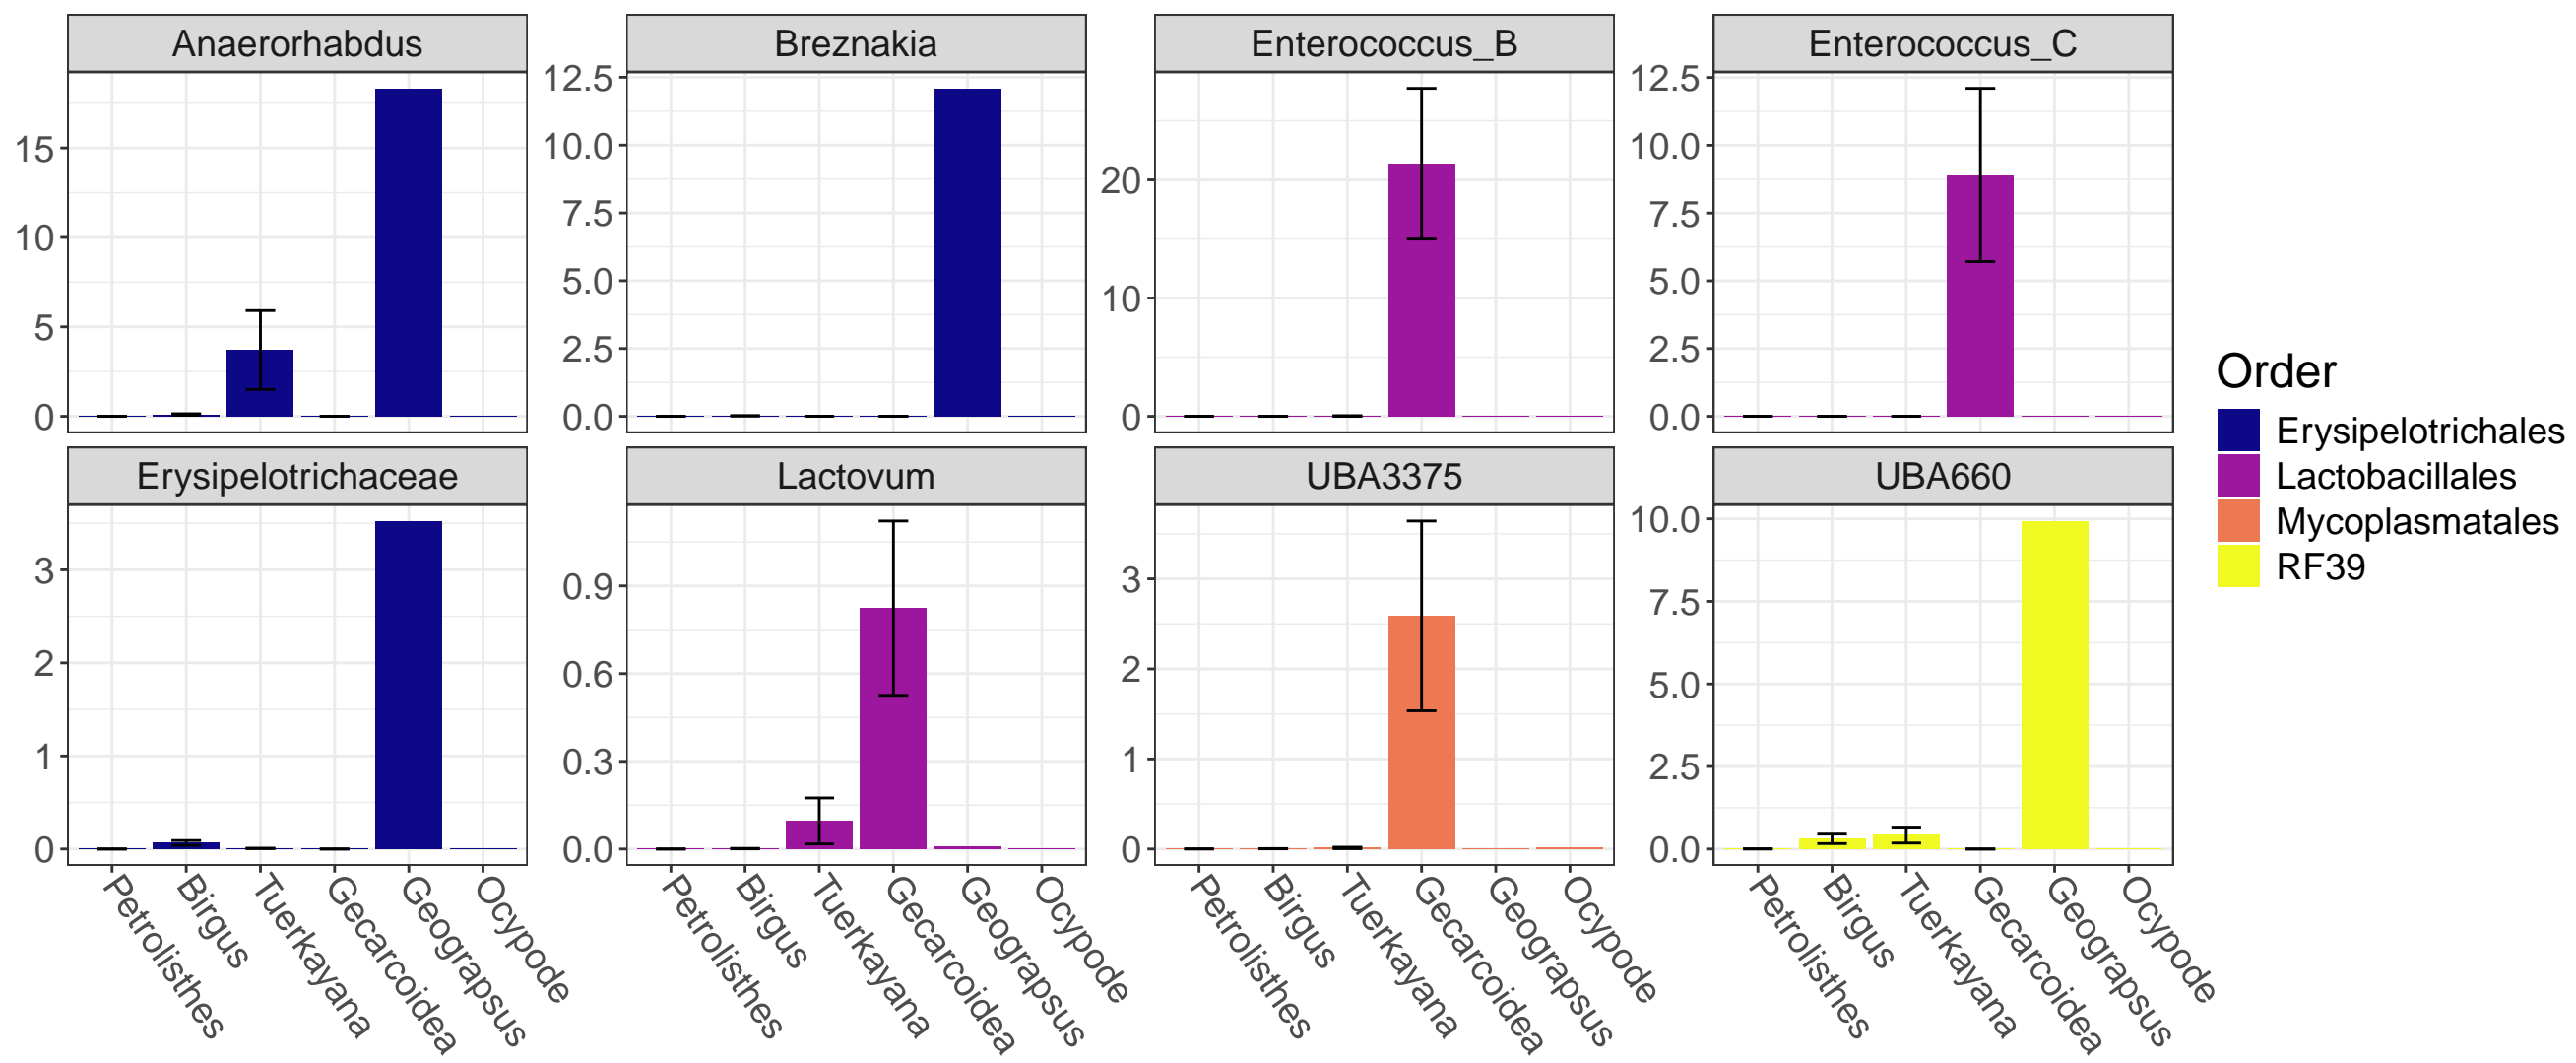 Anaerorhabdus
Breznakia
Enterococcus_B
Enterococcus_C
15
10
5
0
12.5
10.0
7.5
5.0
2.5
0.0
20
10
0
12.5
10.0
7.5
5.0
2.5
0.0
Erysipelotrichaceae
Lactovum
UBA3375
UBA660
3
2
1
0
0.9
0.6
0.3
0.0
3
2
1
0
10.0
7.5
5.0
2.5
0.0
Petrolisthes
Birgus
Tuerkayana
Gecarcoidea
Geograpsus
Ocypode
Petrolisthes
Birgus
Tuerkayana
Gecarcoidea
Geograpsus
Ocypode
Petrolisthes
Birgus
Tuerkayana
Gecarcoidea
Geograpsus
Ocypode
Petrolisthes
Birgus
Tuerkayana
Gecarcoidea
Geograpsus
Ocypode
Order
Erysipelotrichales
Lactobacillales
Mycoplasmatales
RF39